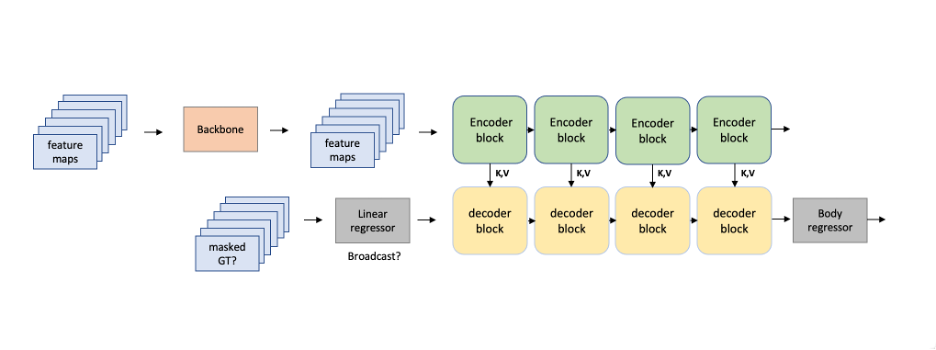 feature
maps
Backbone
feature
maps
Encoder
block
Encoder
block
Encoder
block
Encoder
block
K,V
K,V
K,V
K,V
masked
GT?
Linear
regressor
Broadcast?
decoder
block
decoder
block
decoder
block
decoder
block
Body
regressor